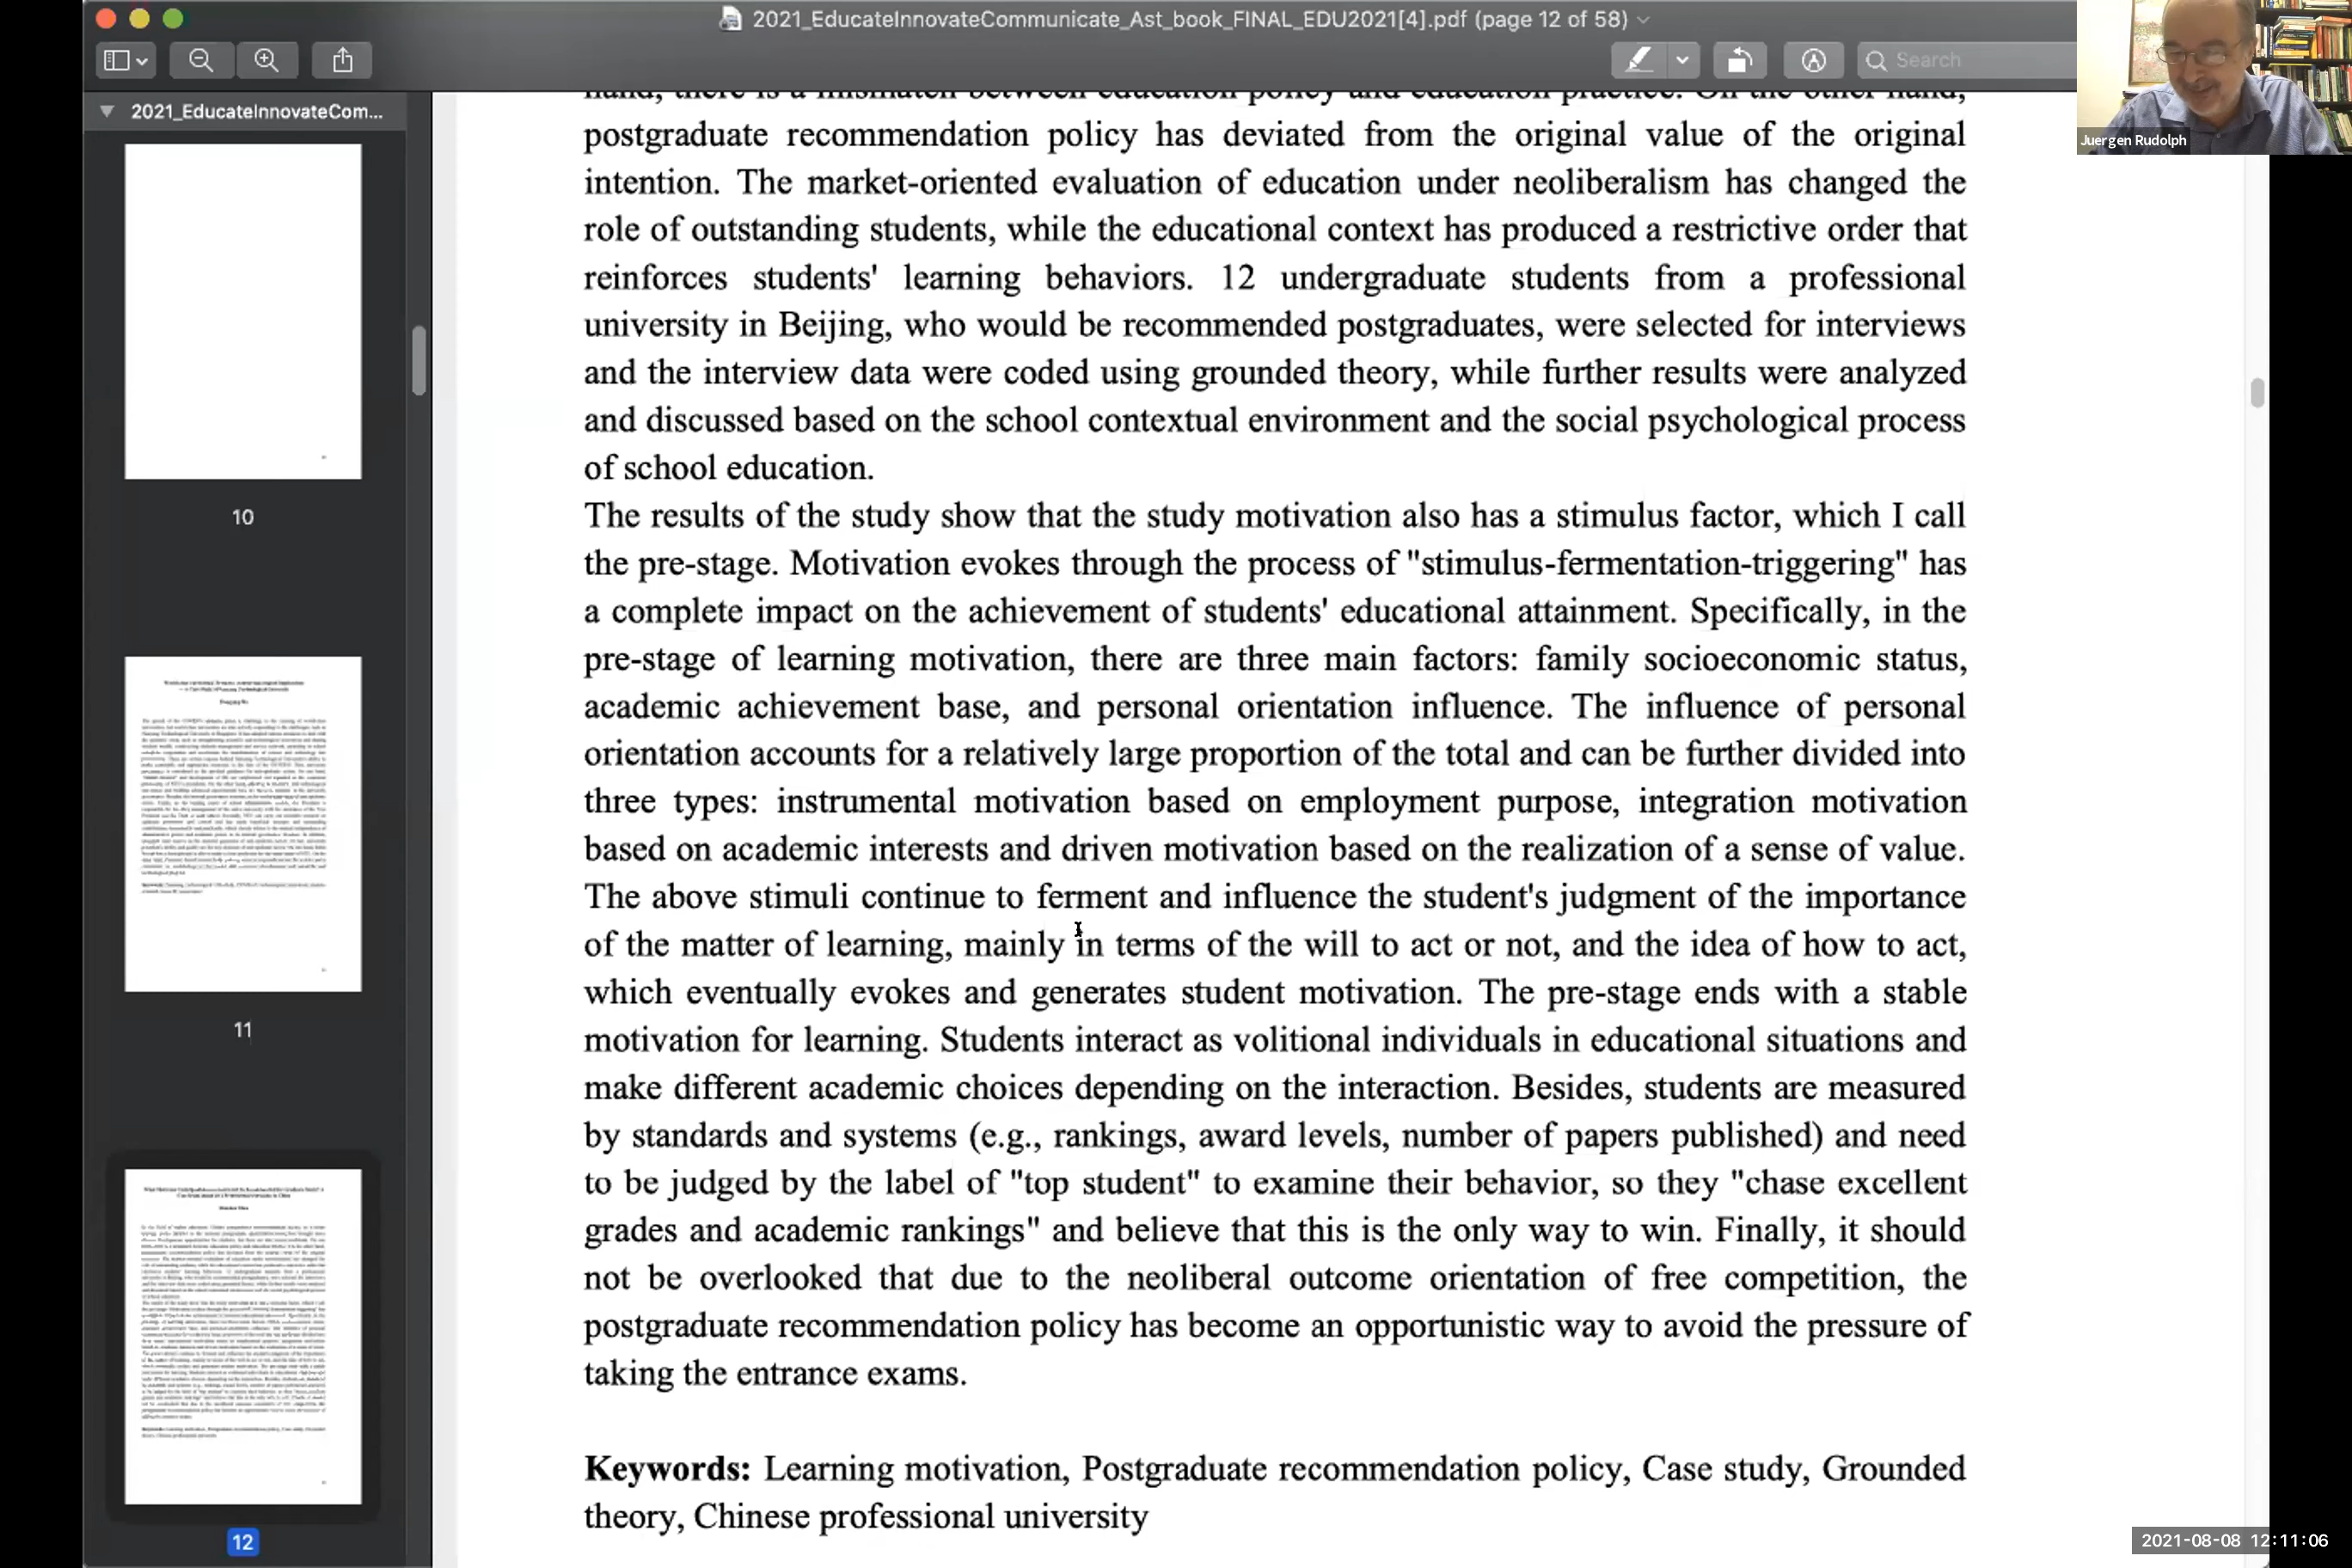 2021_EducateInnovateCommunicate_Ast_book_FINAL_EDU2021[4].pdf (page 12 of 58)
Search
Juergen Rudolph
2021_EducateInnovateCom...
10
11
12
hand, there is a mismatch between education policy and education practice. On the other hand,
postgraduate recommendation policy has deviated from the original value of the original
intention. The market-oriented evaluation of education under neoliberalism has changed the
role of outstanding students, while the educational context has produced a restrictive order that
reinforces students' learning behaviors. 12 undergraduate students from a professional
university in Beijing, who would be recommended postgraduates, were selected for interviews
and the interview data were coded using grounded theory, while further results were analyzed
and discussed based on the school contextual environment and the social psychological process
of school education.
The results of the study show that the study motivation also has a stimulus factor, which I call
the pre-stage. Motivation evokes through the process of "stimulus-fermentation-triggering" has
a complete impact on the achievement of students' educational attainment. Specifically, in the
pre-stage of learning motivation, there are three main factors: family socioeconomic status,
academic achievement base, and personal orientation influence. The influence of personal
orientation accounts for a relatively large proportion of the total and can be further divided into
three types: instrumental motivation based on employment purpose, integration motivation
based on academic interests and driven motivation based on the realization of a sense of value.
The above stimuli continue to ferment and influence the student's judgment of the importance
of the matter of learning, mainly in terms of the will to act or not, and the idea of how to act,
which eventually evokes and generates student motivation. The pre-stage ends with a stable
motivation for learning. Students interact as volitional individuals in educational situations and
make different academic choices depending on the interaction. Besides, students are measured
by standards and systems (e.g., rankings, award levels, number of papers published) and need
to be judged by the label of "top student" to examine their behavior, so they "chase excellent
grades and academic rankings" and believe that this is the only way to win. Finally, it should
not be overlooked that due to the neoliberal outcome orientation of free competition, the
postgraduate recommendation policy has become an opportunistic way to avoid the pressure of
taking the entrance exams.
Keywords: Learning motivation, Postgraduate recommendation policy, Case study, Grounded
theory, Chinese professional university
2021-08-08 12:11:06